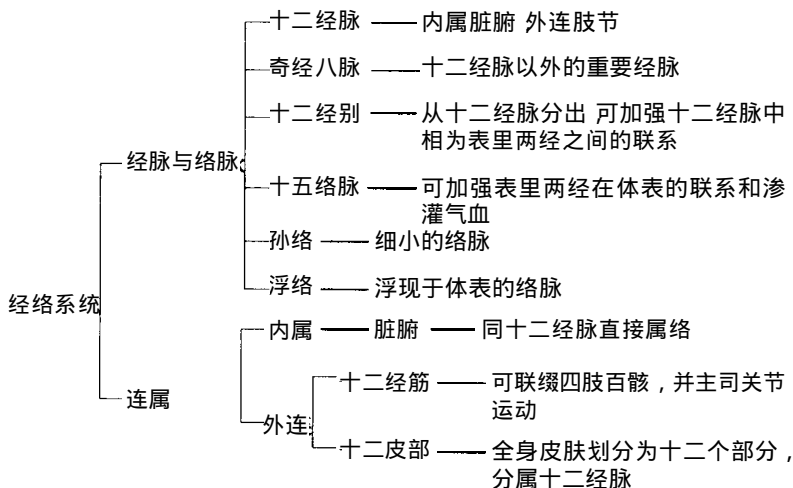 十二经脉 内属脏腑，外连肢节
奇经八脉 十二经脉以外的重要经脉
十二经别 从十二经脉分出 可加强十二经脉中
相为表里两经之间的联系
经脉与络脉
十五络脉 可加强表里两经在体表的联系和渗
灌气血
孙络 细小的络脉
浮络 浮现于体表的络脉
经络系统
内属 脏腑 同十二经脉直接属络
十二经筋 可联缀四肢百骸，并主司关节
运动
连属
外连
十二皮部 全身皮肤划分为十二个部分，
分属十二经脉